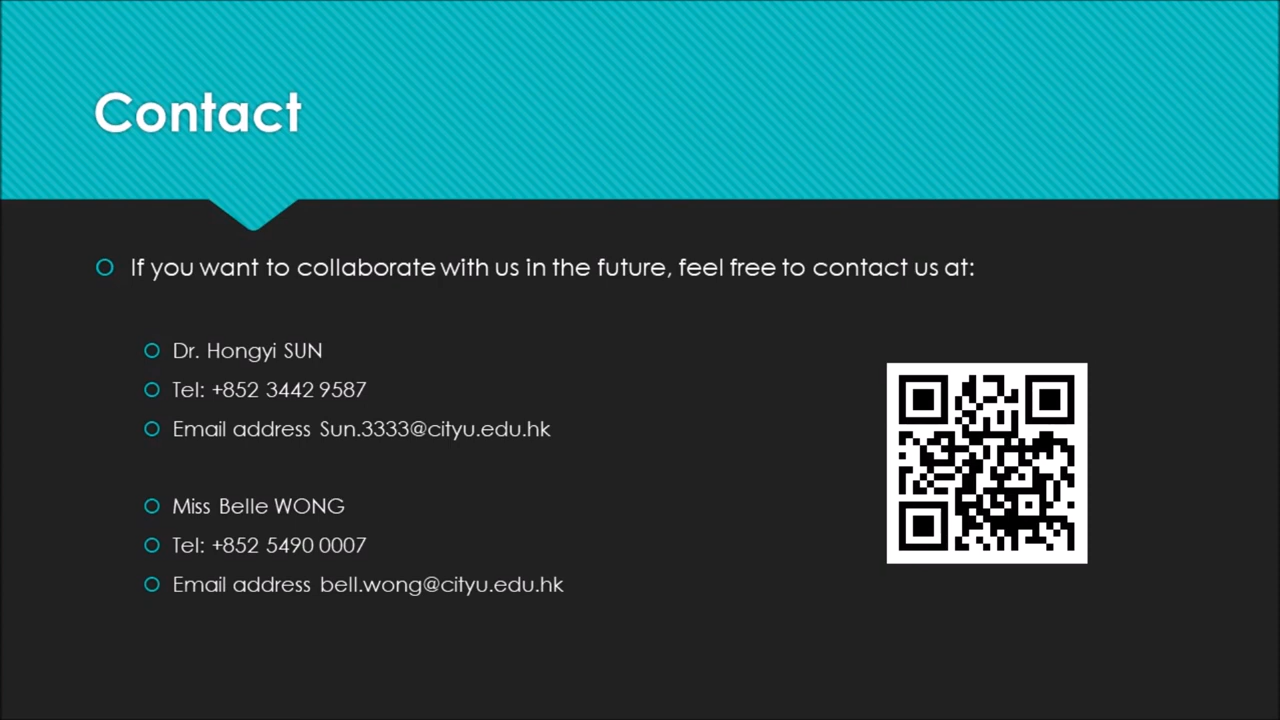 Contact
If you want to collaborate with us in the future, feel free to contact us at:
Dr. Hongyi SUN
Tel: +852 3442 9587
Email address Sun.3333@cityu.edu.hk
Miss Belle WONG
Tel: +852 5490 0007
Email address bell.wong@cityu.edu.hk